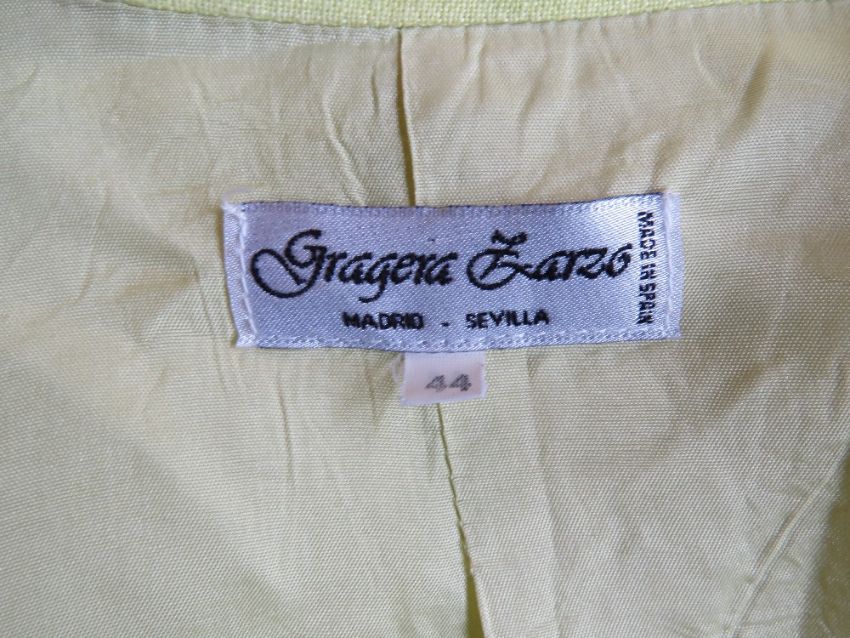 Gragera Zarzo
MADRID - SEVILLA
MADE IN SPAIN
44